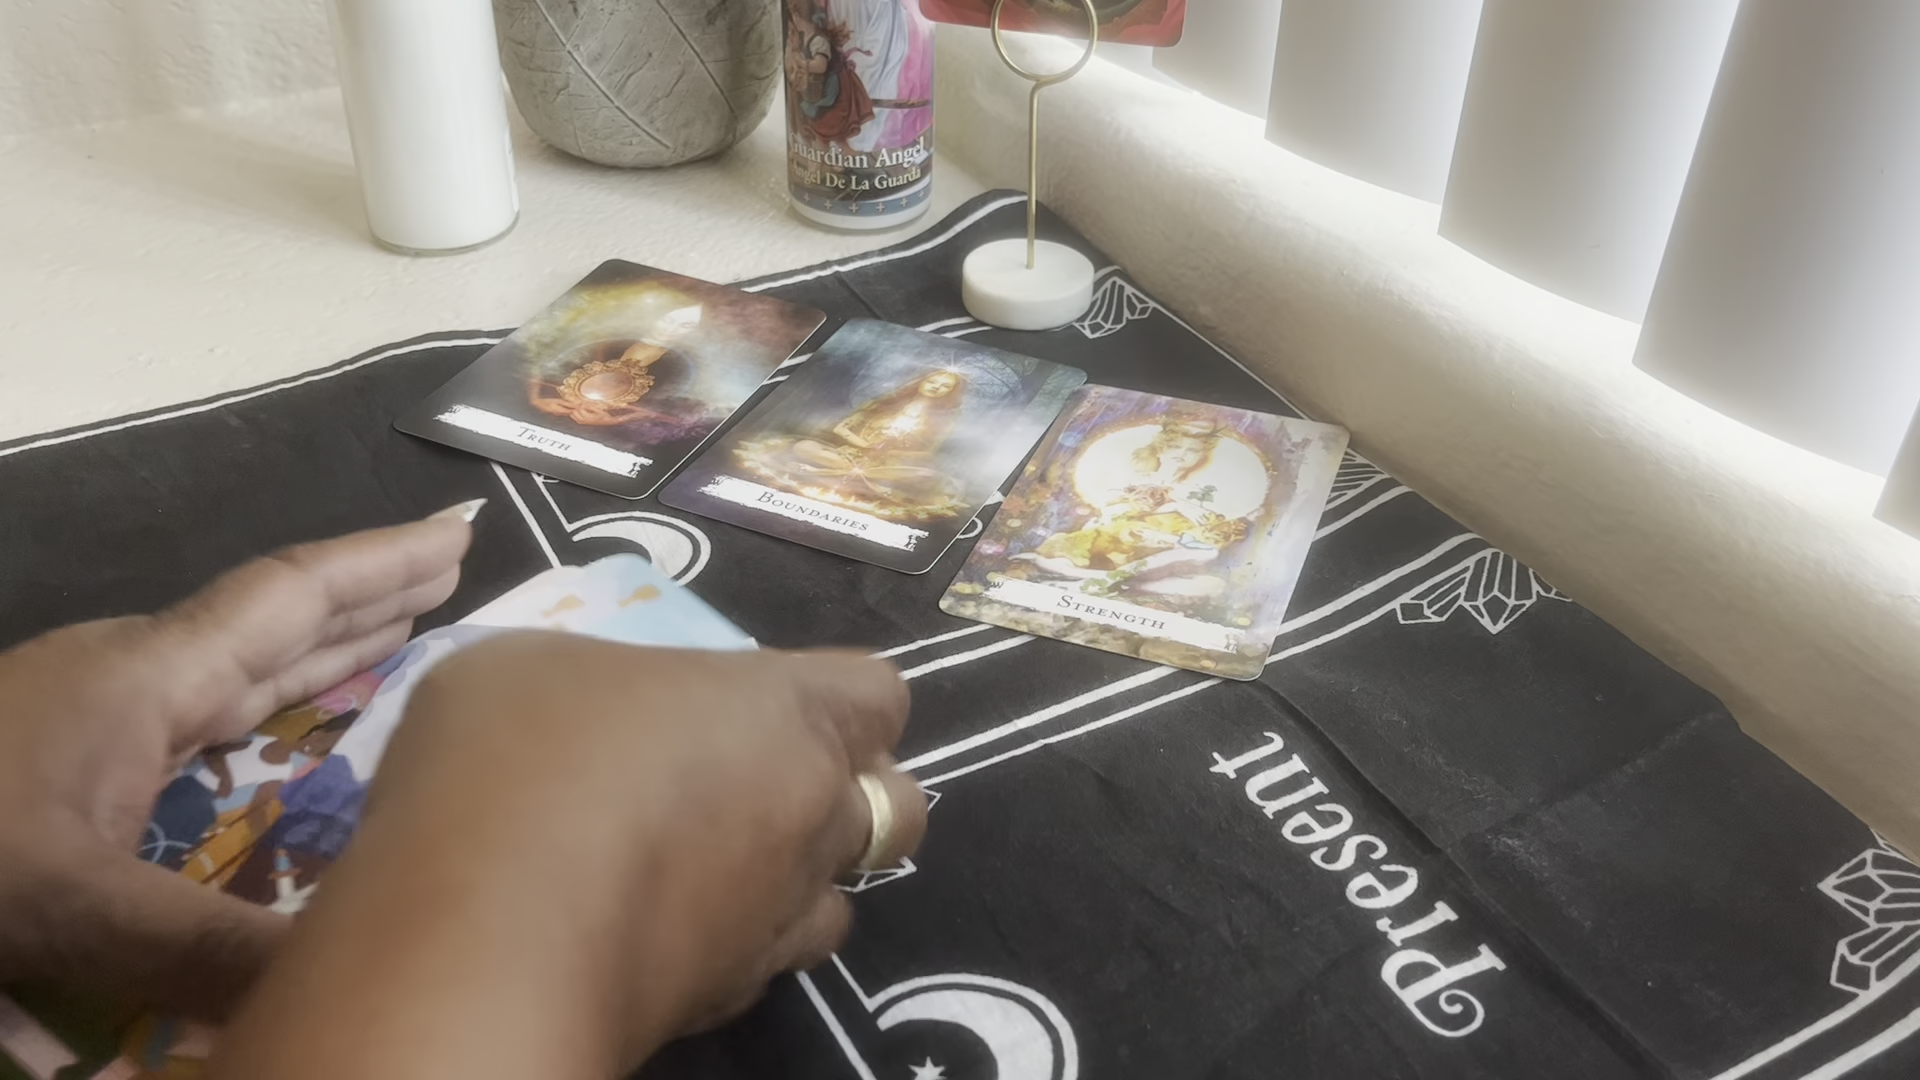 Guardian Angel
Angel De La Guarda
TRUTH
BOUNDARIES
STRENGTH
Present